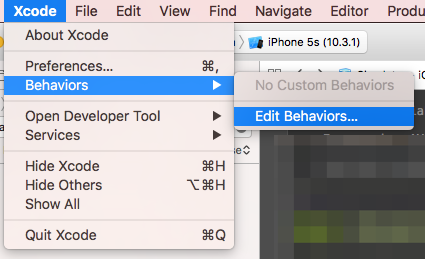 Xcode File Edit View Find Navigate Editor
About Xcode
iPhone 5s (10.3.1)
Preferences... ⌘,
Behaviors
No Custom Behaviors
Edit Behaviors...
Open Developer Tool
Services
Hide Xcode ⌘H
Hide Others ⌥⌘H
Show All
Quit Xcode ⌘Q